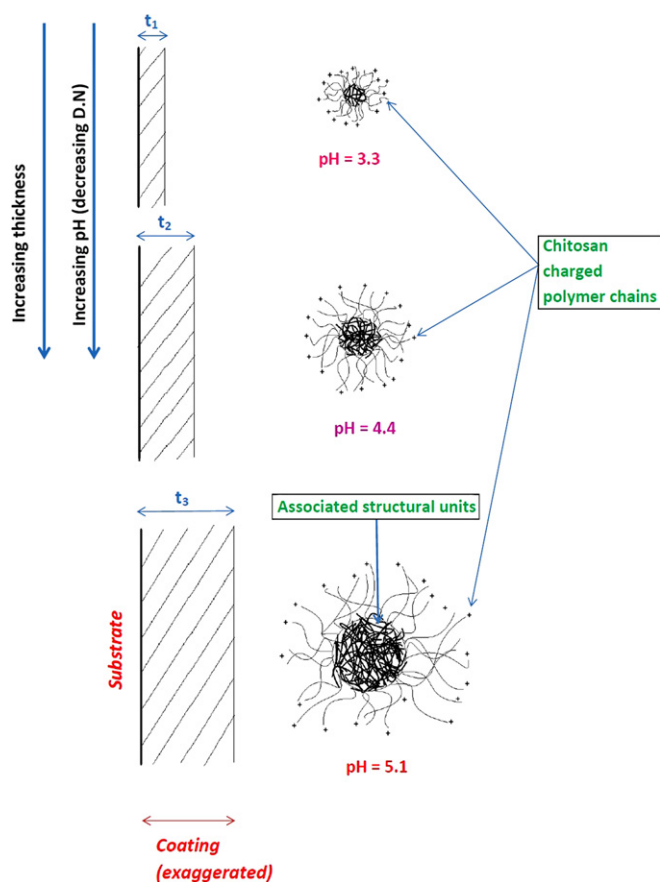 t₁
Increasing thickness
Increasing pH (decreasing D.N)
pH = 3.3
t₂
Chitosan
charged
polymer chains
pH = 4.4
t₃
Associated structural units
Substrate
pH = 5.1
Coating
(exaggerated)